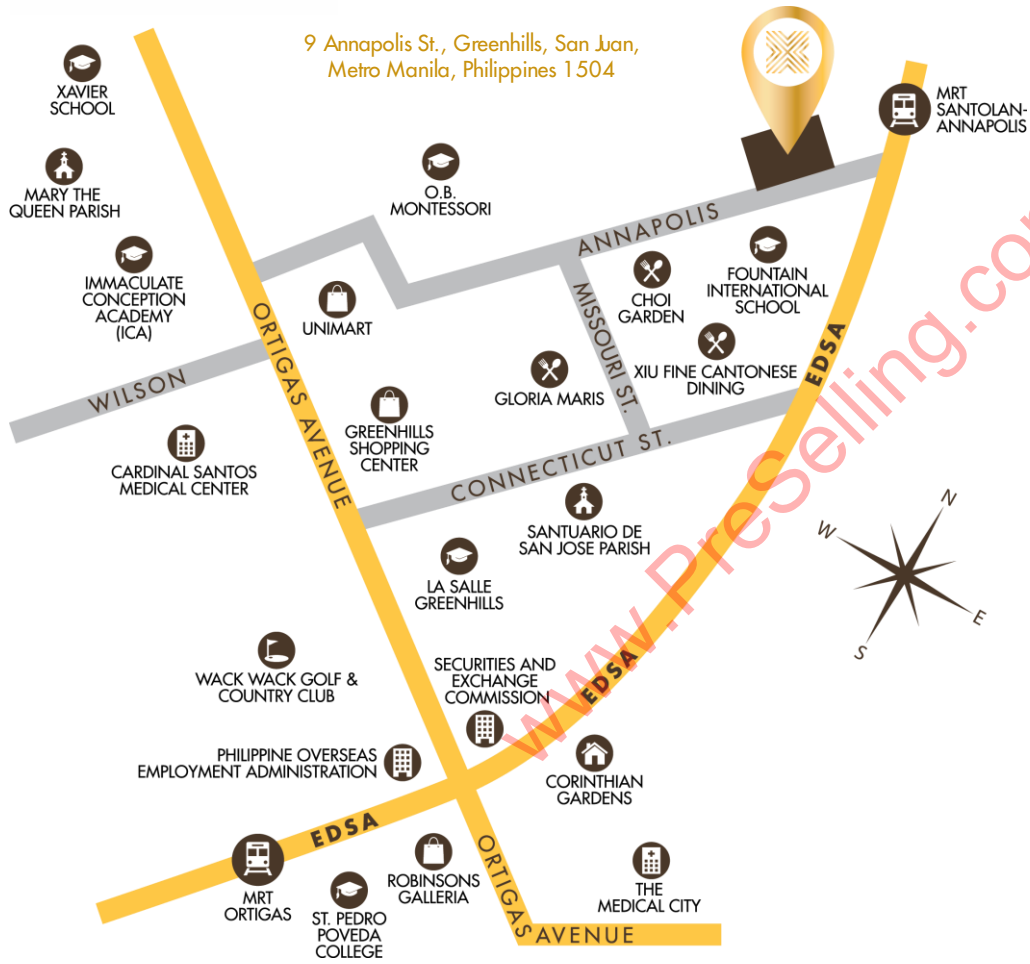 9 Annapolis St., Greenhills, San Juan,
Metro Manila, Philippines 1504
XAVIER
SCHOOL
MRT
SANTOLAN-
ANNAPOLIS
MARY THE
QUEEN PARISH
O.B.
MONTESSORI
ANNAPOLIS
IMMACULATE
CONCEPTION
ACADEMY
(ICA)
UNIMART
CHOI
GARDEN
FOUNTAIN
INTERNATIONAL
SCHOOL
ORTIGAS AVENUE
MISSOURI ST.
EDSA
WILSON
GLORIA MARIS
XIU FINE CANTONESE
DINING
GREENHILLS
SHOPPING
CENTER
CARDINAL SANTOS
MEDICAL CENTER
CONNECTICUT ST.
SANTUARIO DE
SAN JOSE PARISH
N
W
E
S
LA SALLE
GREENHILLS
WACK WACK GOLF &
COUNTRY CLUB
SECURITIES AND
EXCHANGE
COMMISSION
EDSA
PHILIPPINE OVERSEAS
EMPLOYMENT ADMINISTRATION
CORINTHIAN
GARDENS
EDSA
MRT
ORTIGAS
ST. PEDRO
POVEDA
COLLEGE
ROBINSONS
GALLERIA
ORTIGAS
AVENUE
THE
MEDICAL CITY
www.PreSelling.co